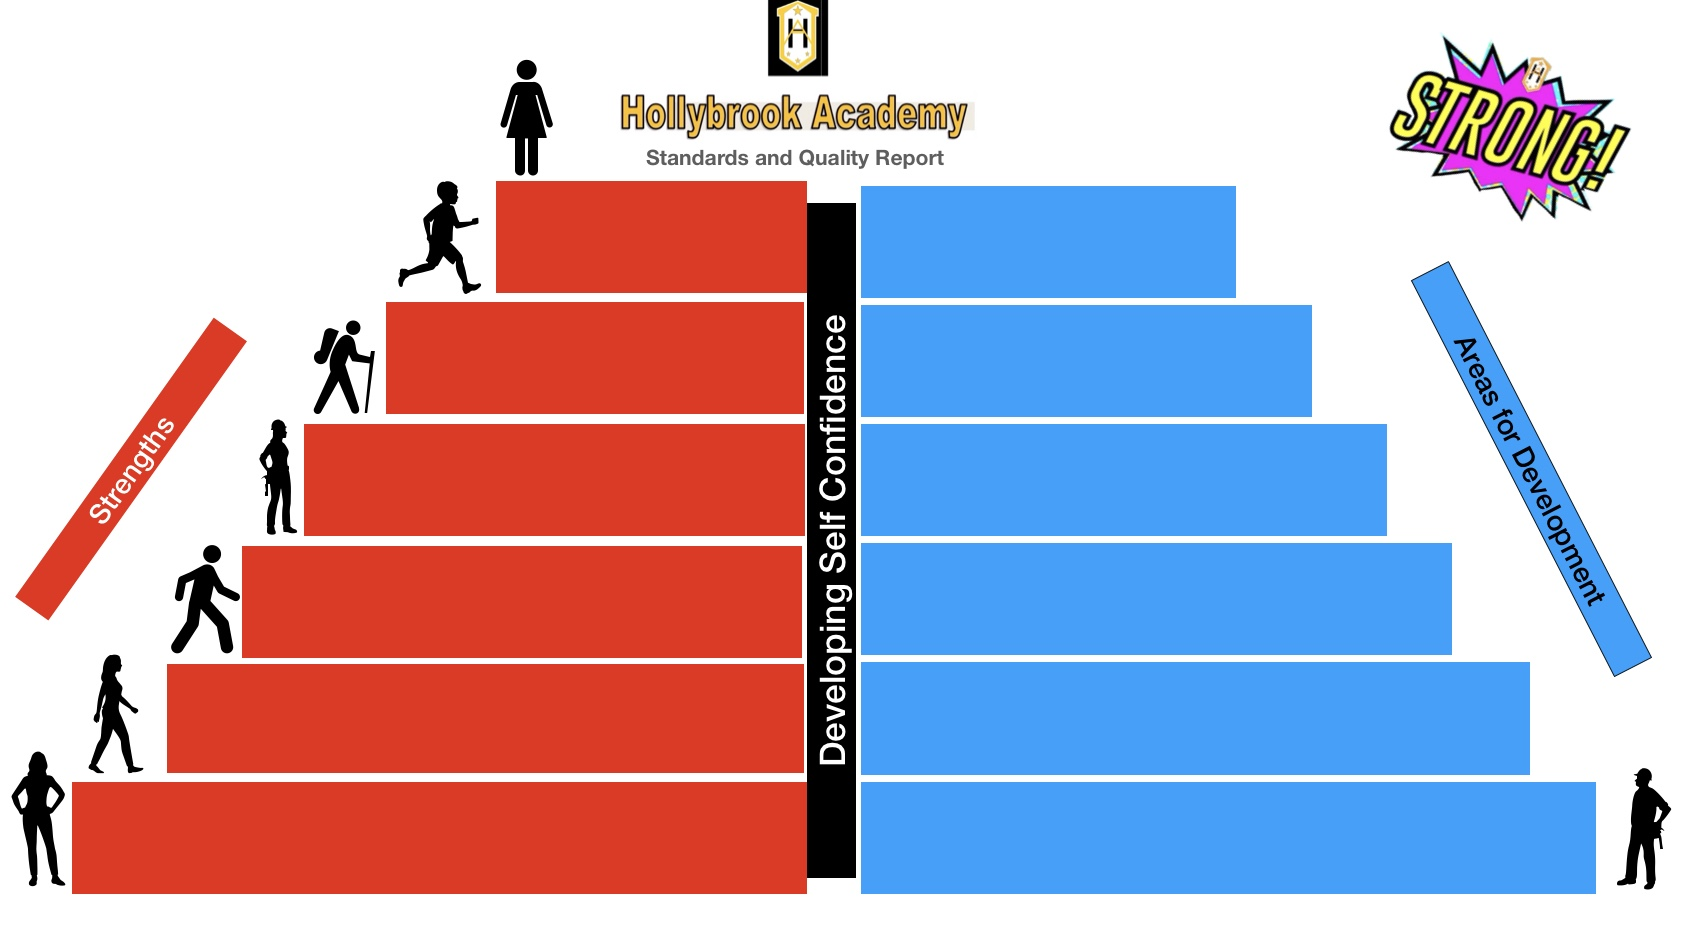 H
Hollybrook Academy
Standards and Quality Report
H
STRONG!
Strengths
Developing Self Confidence
Areas for Development